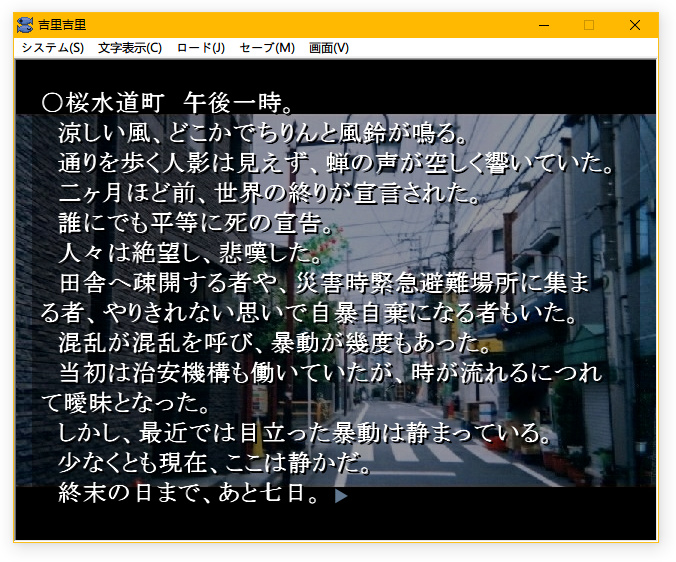 吉里吉里
システム(S) 文字表示(C) ロード(J) セーブ(M) 画面(V)
〇桜水道町 午後一時。
涼しい風、どこかでちりんと風鈴が鳴る。
通りを歩く人影は見えず、蝉の声が空しく響いていた。
二ヶ月ほど前、世界の終りが宣言された。
誰にでも平等に死の宣告。
人々は絶望し、悲嘆した。
田舎へ疎開する者や、災害時緊急避難場所に集ま
る者、やりきれない思いで自暴自棄になる者もいた。
混乱が混乱を呼び、暴動が幾度もあった。
当初は治安機構も働いていたが、時が流れるにつれ
て曖昧となった。
しかし、最近では目立った暴動は静まっている。
少なくとも現在、ここは静かだ。
終末の日まで、あと七日。